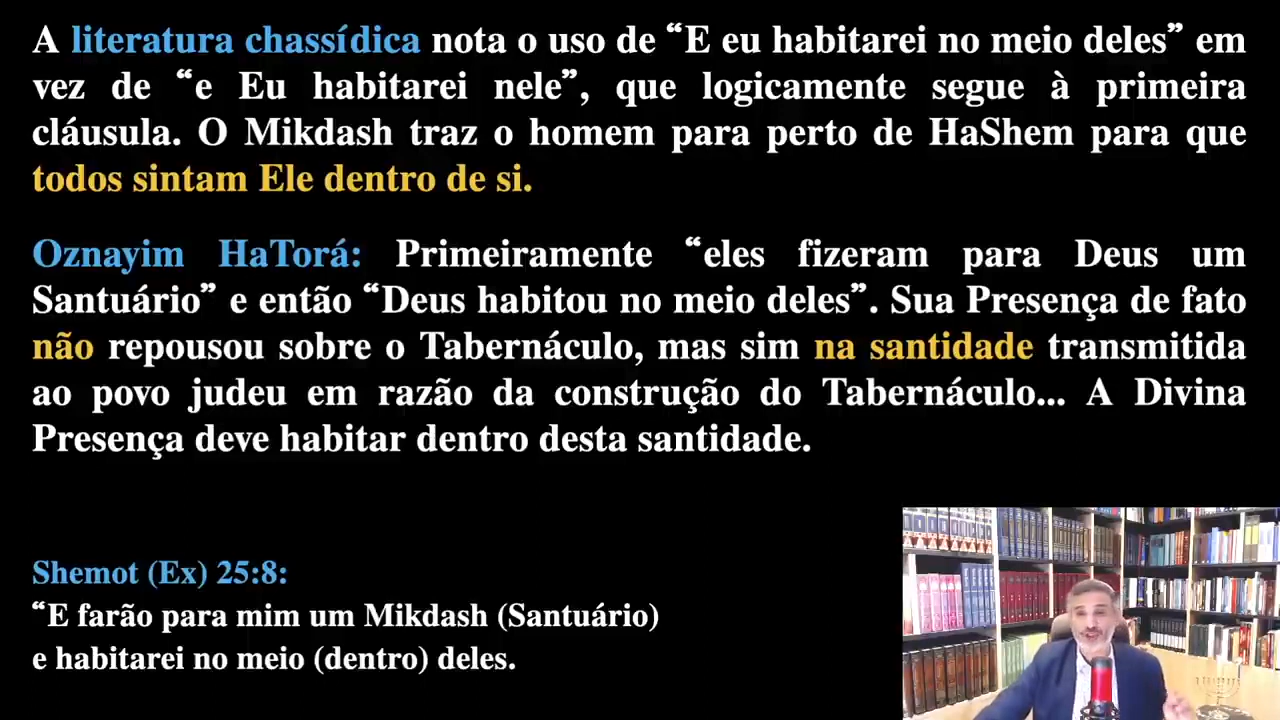 A literatura chassídica nota o uso de “E eu habitarei no meio deles” em
vez de “e Eu habitarei nele”, que logicamente segue à primeira
cláusula. O Mikdash traz o homem para perto de HaShem para que
todos sintam Ele dentro de si.
Oznayim HaTorá: Primeiramente “eles fizeram para Deus um
Santuário” e então “Deus habitou no meio deles”. Sua Presença de fato
não repousou sobre o Tabernáculo, mas sim na santidade transmitida
ao povo judeu em razão da construção do Tabernáculo... A Divina
Presença deve habitar dentro desta santidade.
Shemot (Ex) 25:8:
“E farão para mim um Mikdash (Santuário)
e habitarei no meio (dentro) deles.